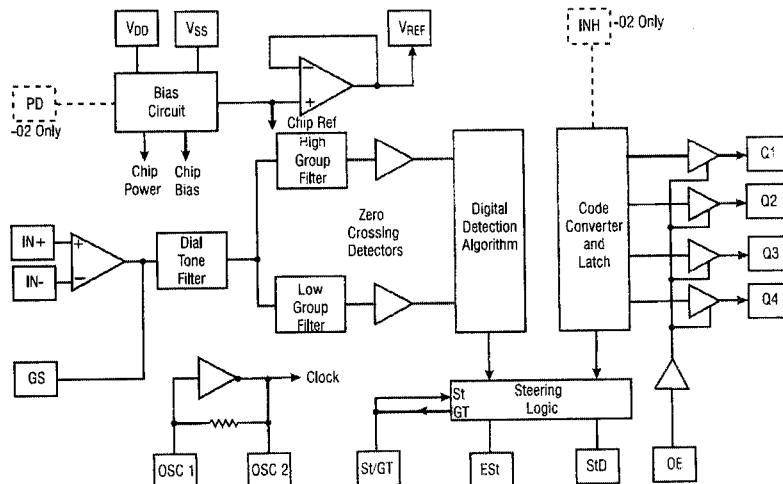 VDD
VSS
VREF
INH
-02 Only
PD
-02 Only
Bias
Circuit
Chip Ref
Chip
Power
Chip
Bias
High
Group
Filter
Q1
Q2
Q3
Q4
IN+
IN-
Dial
Tone
Filter
Zero
Crossing
Detectors
Digital
Detection
Algorithm
Code
Converter
and
Latch
Low
Group
Filter
GS
Clock
St
GT
Steering
Logic
OSC 1
OSC 2
St/GT
ESt
StD
OE